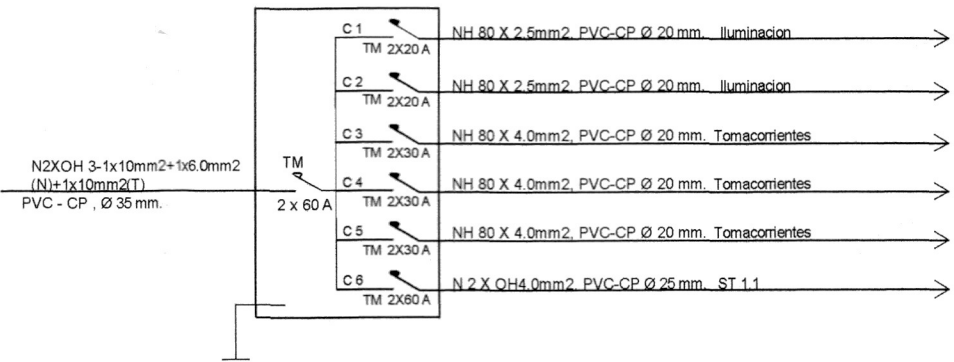 C 1
NH 80 X 2.5mm2, PVC-CP Ø 20 mm. Iluminacion
TM 2X20 A
C 2
NH 80 X 2.5mm2, PVC-CP Ø 20 mm. Iluminacion
TM 2X20 A
C 3
NH 80 X 4.0mm2, PVC-CP Ø 20 mm. Tomacorrientes
TM 2X30 A
N2XOH 3-1x10mm2+1x6.0mm2
(N)+1x10mm2(T)
PVC - CP , Ø 35 mm.
TM
2 x 60 A
C 4
NH 80 X 4.0mm2, PVC-CP Ø 20 mm. Tomacorrientes
TM 2X30 A
C 5
NH 80 X 4.0mm2, PVC-CP Ø 20 mm. Tomacorrientes
TM 2X30 A
C 6
N 2 X OH4.0mm2, PVC-CP Ø 25 mm. ST 1.1
TM 2X60 A